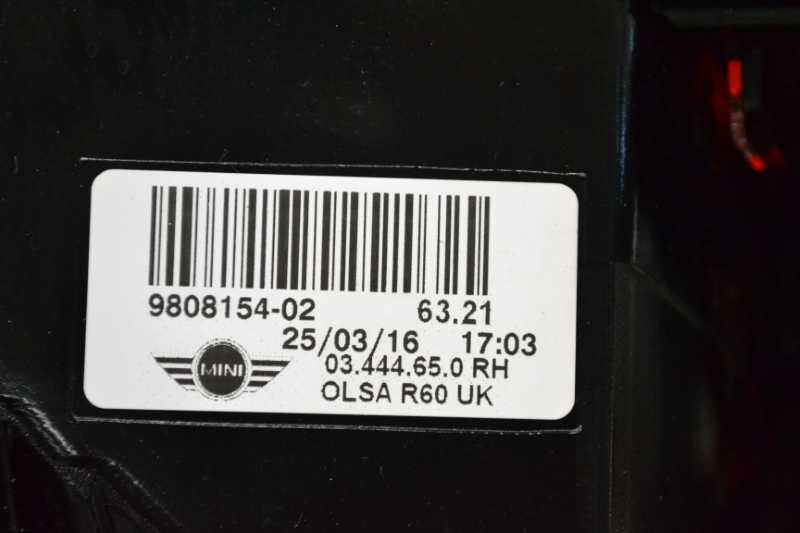 9808154-02 63.21
25/03/16 17:03
03.444.65.0 RH
MINI
OLSA R60 UK